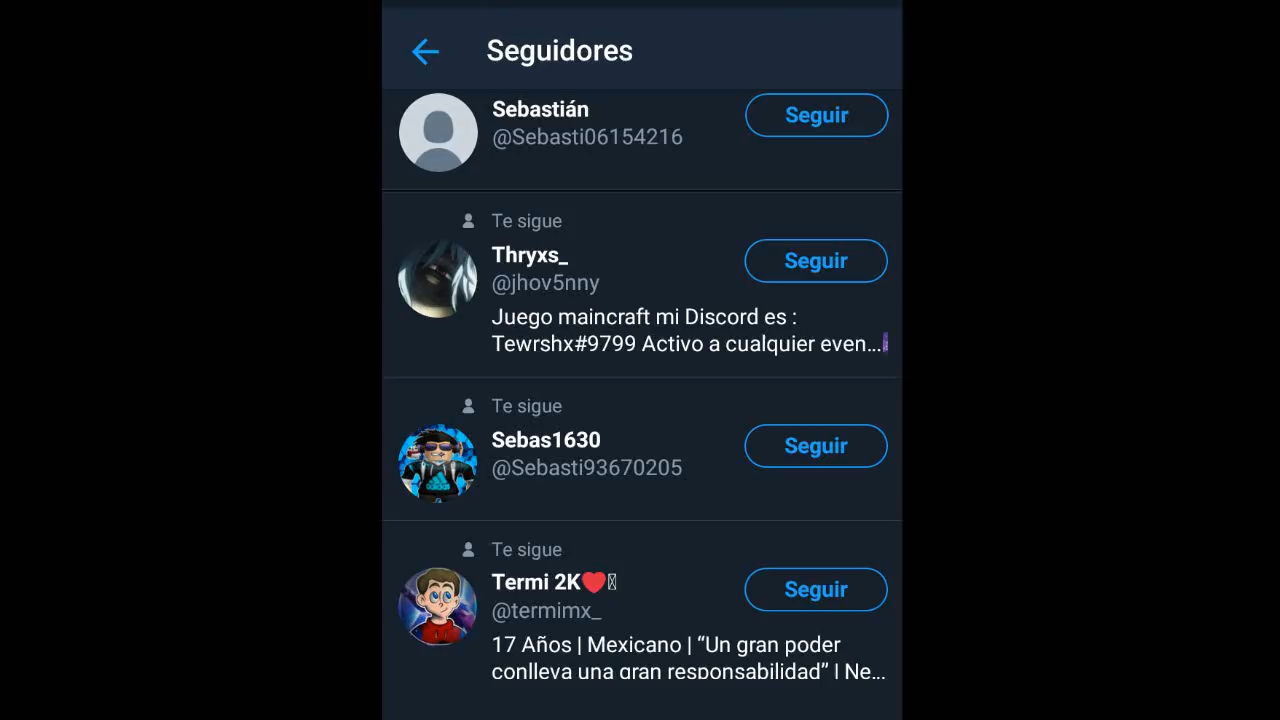 Seguidores
Sebastián
@Sebasti06154216
Seguir
Te sigue
Thryxs_
@jhov5nny
Seguir
Juego maincraft mi Discord es :
Tewrshx#9799 Activo a cualquier even...
Te sigue
Sebas1630
@Sebasti93670205
Seguir
Te sigue
Termi 2K❤️
@termimx_
Seguir
17 Años | Mexicano | “Un gran poder
conlleva una gran responsabilidad” | Ne...